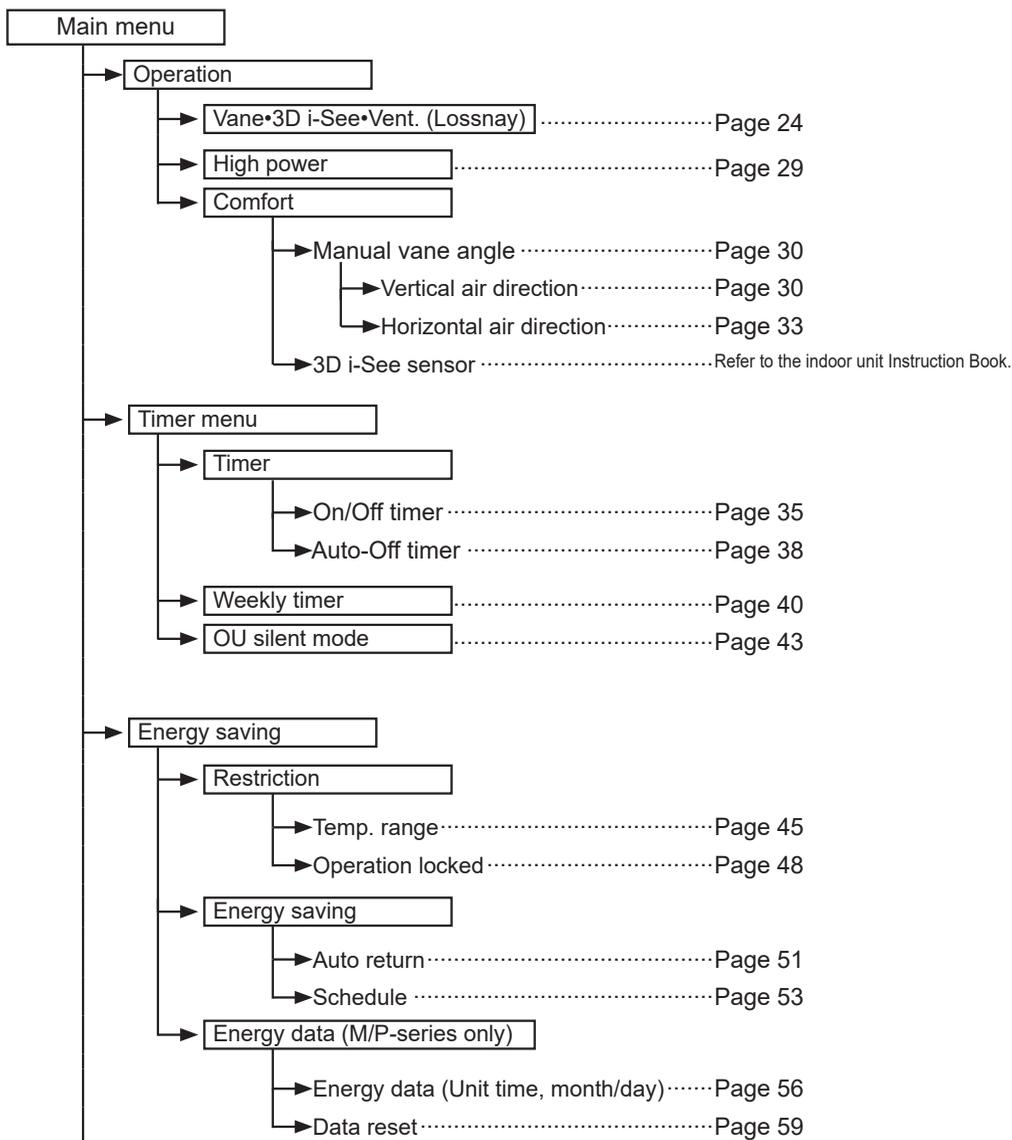 Main menu
Operation
Vane•3D i-See•Vent. (Lossnay) Page 24
High power Page 29
Comfort
Manual vane angle Page 30
Vertical air direction Page 30
Horizontal air direction Page 33
3D i-See sensor Refer to the indoor unit Instruction Book.
Timer menu
Timer
On/Off timer Page 35
Auto-Off timer Page 38
Weekly timer Page 40
OU silent mode Page 43
Energy saving
Restriction
Temp. range Page 45
Operation locked Page 48
Energy saving
Auto return Page 51
Schedule Page 53
Energy data (M/P-series only)
Energy data (Unit time, month/day) Page 56
Data reset Page 59